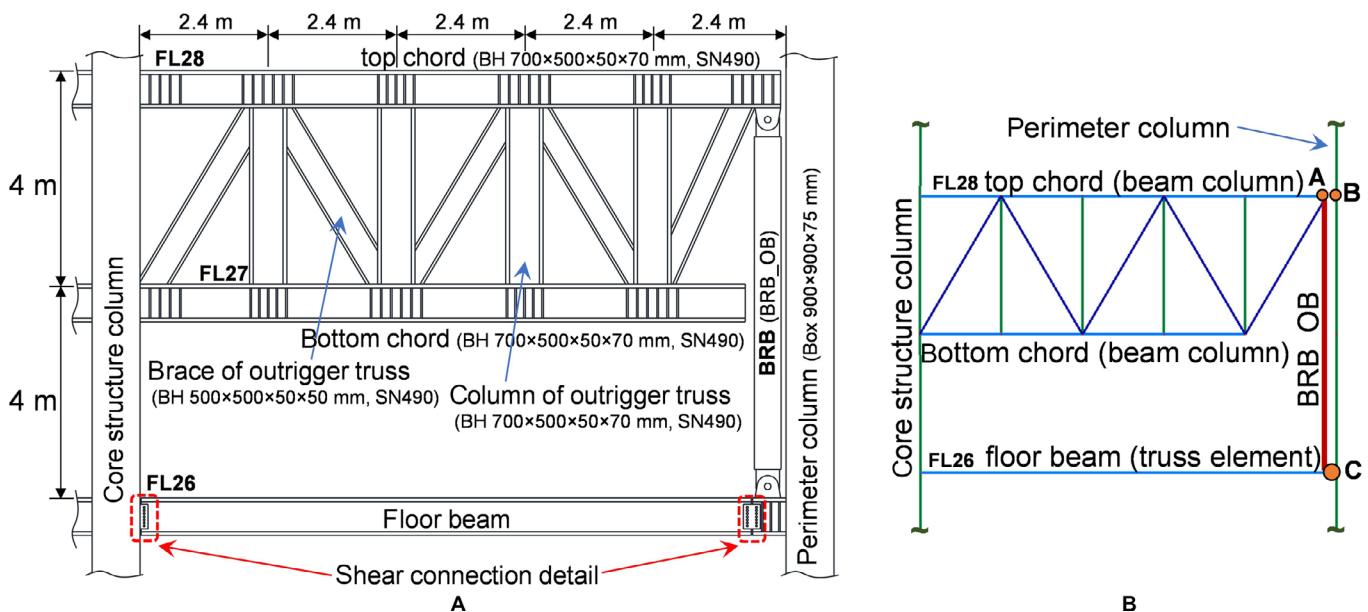 2.4 m 2.4 m 2.4 m 2.4 m 2.4 m
FL28
top chord (BH 700×500×50×70 mm, SN490)
4 m
FL27
Bottom chord (BH 700×500×50×70 mm, SN490)
Brace of outrigger truss
(BH 500×500×50×50 mm, SN490)
Column of outrigger truss
(BH 700×500×50×70 mm, SN490)
4 m
FL26
Floor beam
Shear connection detail
Core structure column
BRB (BRB_OB)
Perimeter column (Box 900×900×75 mm)
A
Perimeter column
A
B
FL28 top chord (beam column)
Bottom chord (beam column)
FL26 floor beam (truss element)
C
Core structure column
BRB OB
B